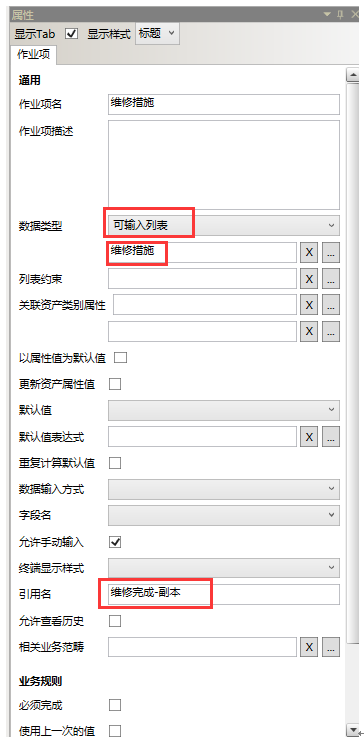 属性
显示Tab 显示样式 标题
作业项
通用
作业项名 维修措施
作业项描述
数据类型 可输入列表
维修措施 X ...
列表约束 X ...
关联资产类别属性 X ...
X ...
以属性值为默认值
更新资产属性值
默认值
默认值表达式 X ...
重复计算默认值
数据输入方式
字段名
允许手动输入
终端显示样式
引用名 维修完成-副本
允许查看历史
相关业务范畴 X ...
业务规则
必须完成
使用上一次的值